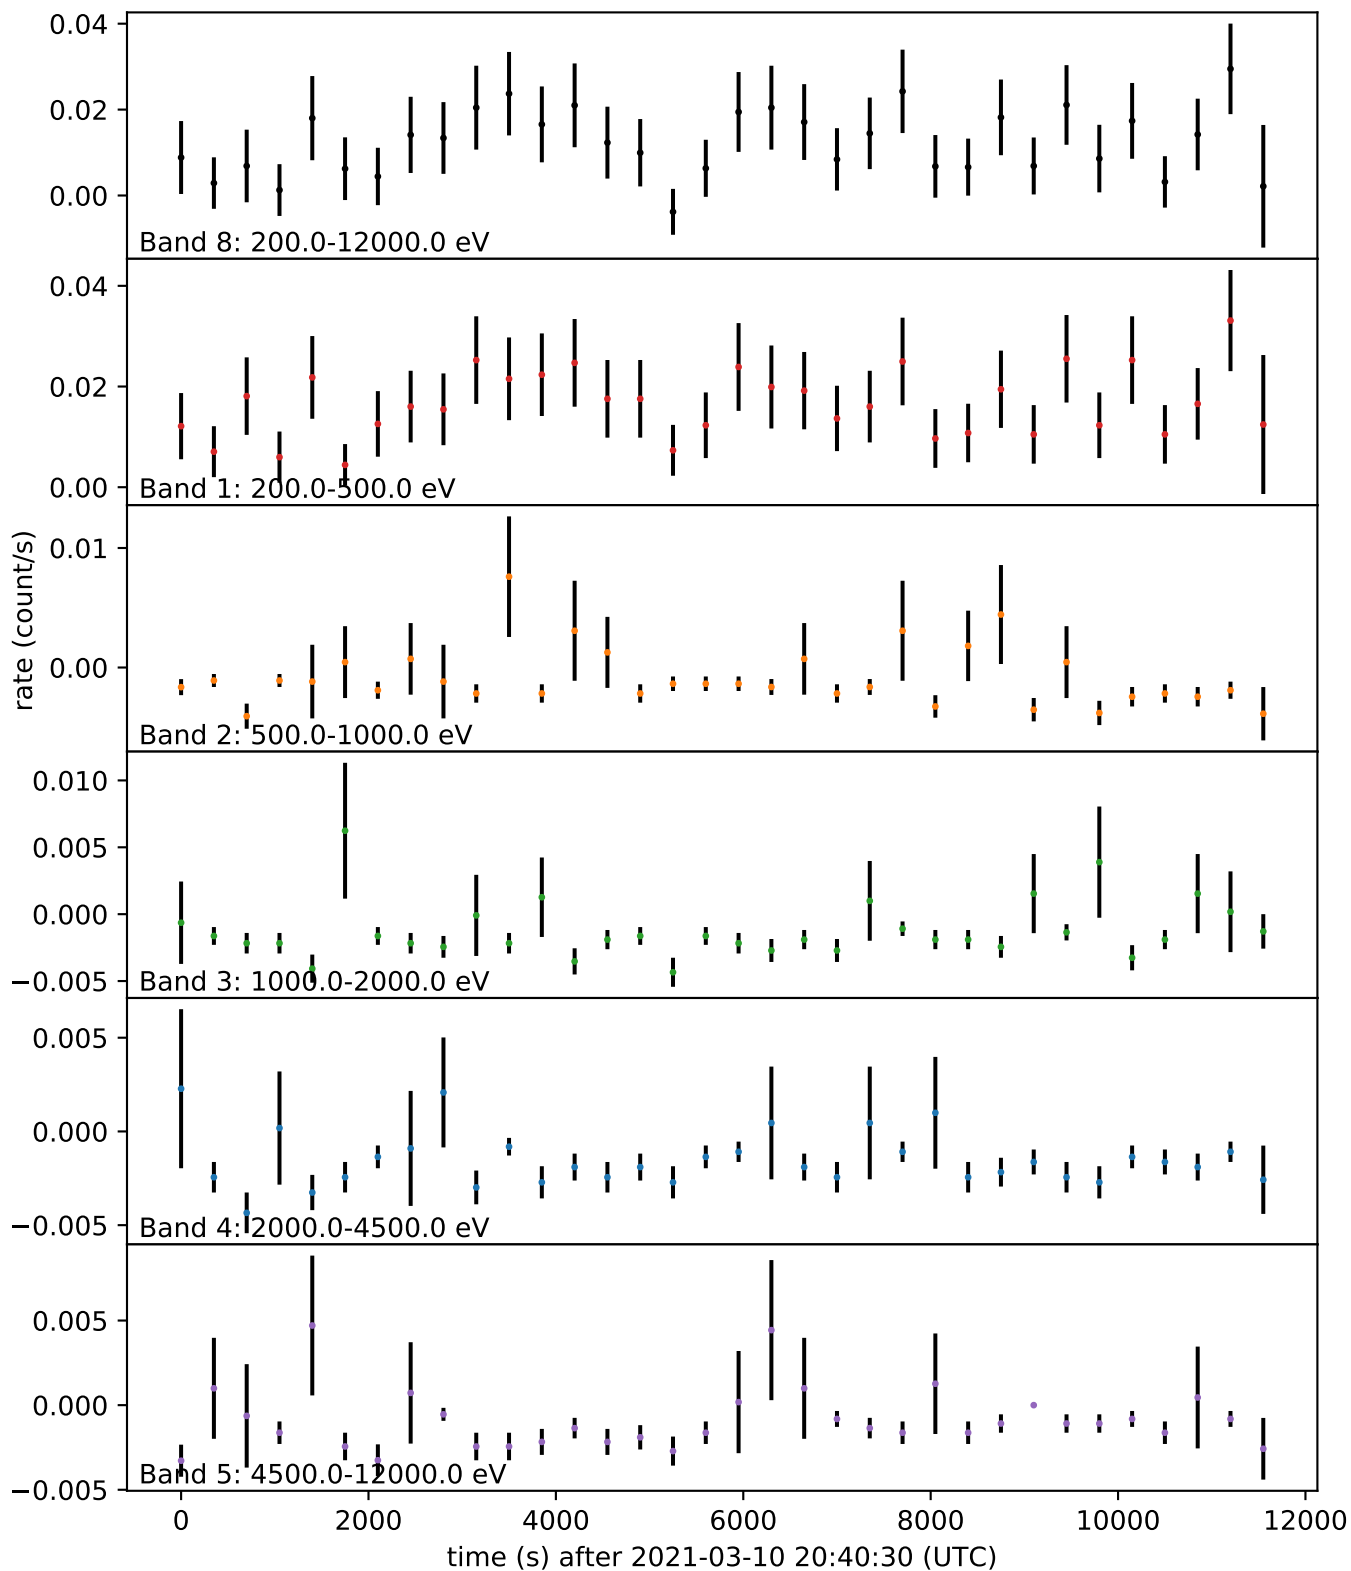 0.04
0.02
0.00
Band 8: 200.0-12000.0 eV
0.04
0.02
0.00
Band 1: 200.0-500.0 eV
rate (count/s)
0.01
0.00
Band 2: 500.0-1000.0 eV
0.010
0.005
0.000
−0.005
Band 3: 1000.0-2000.0 eV
0.005
0.000
−0.005
Band 4: 2000.0-4500.0 eV
0.005
0.000
−0.005
Band 5: 4500.0-12000.0 eV
0 2000 4000 6000 8000 10000 12000
time (s) after 2021-03-10 20:40:30 (UTC)